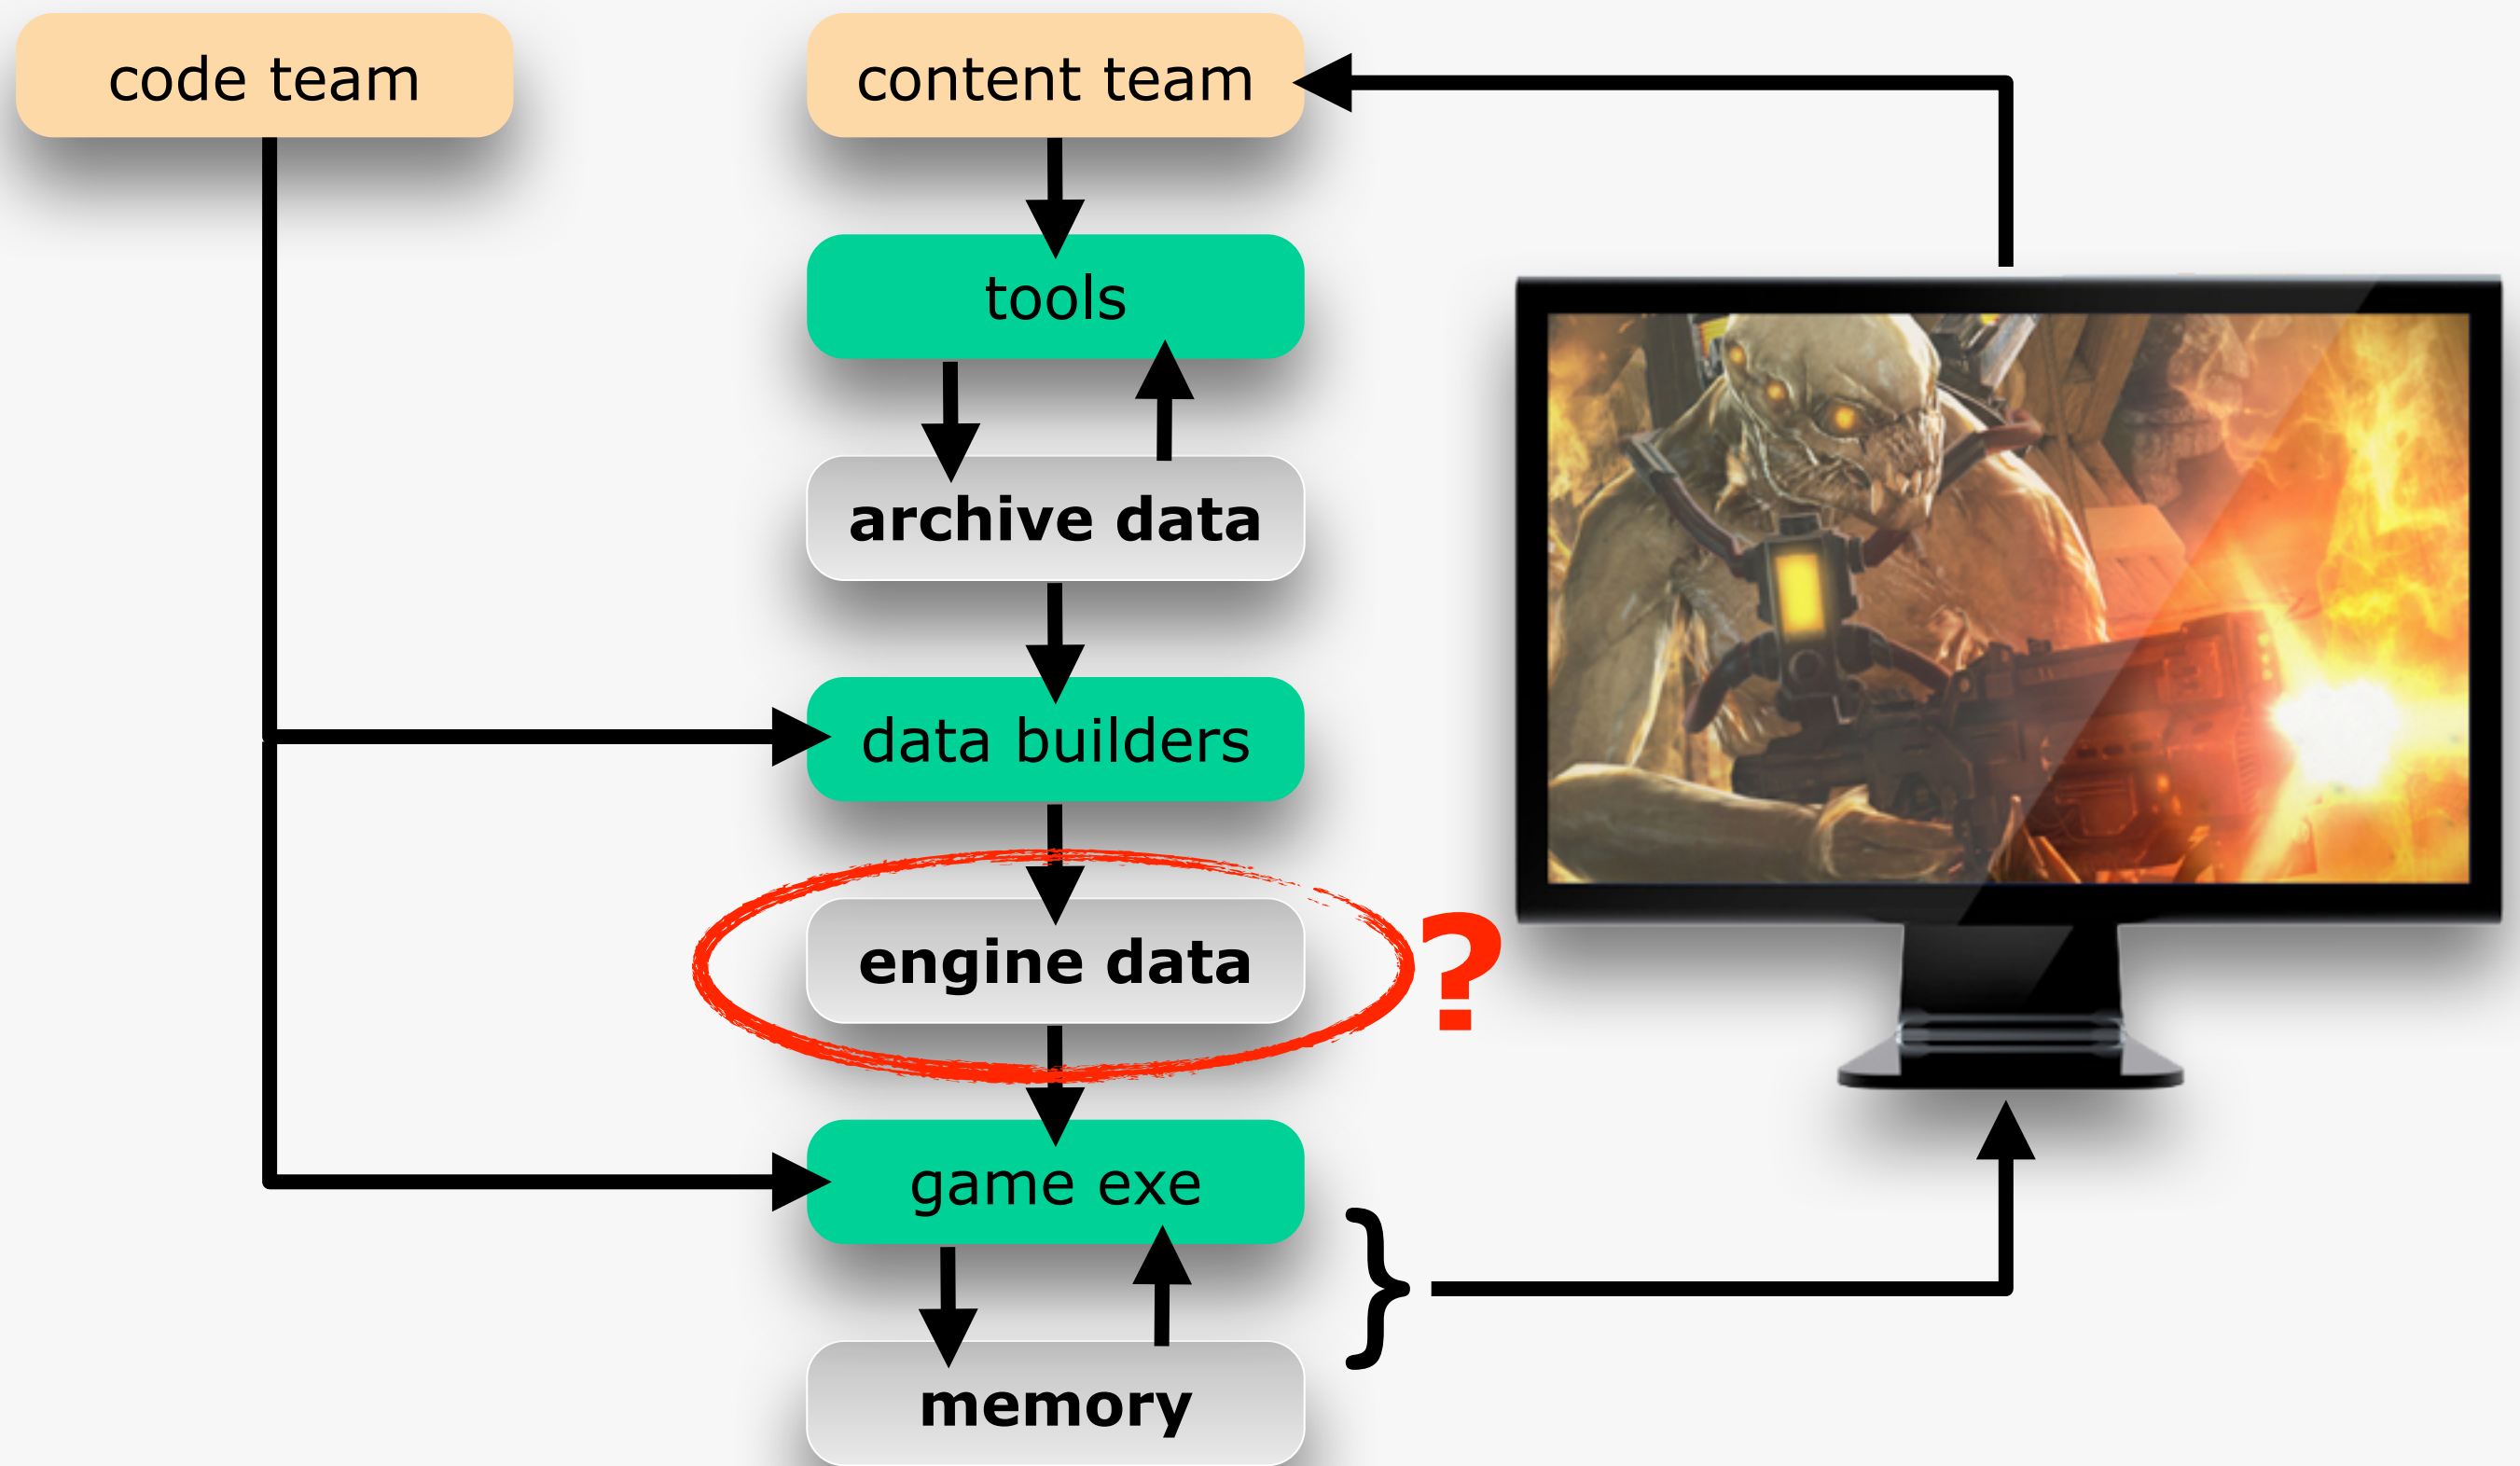 code team
content team
tools
archive data
data builders
engine data
?
game exe
}
memory